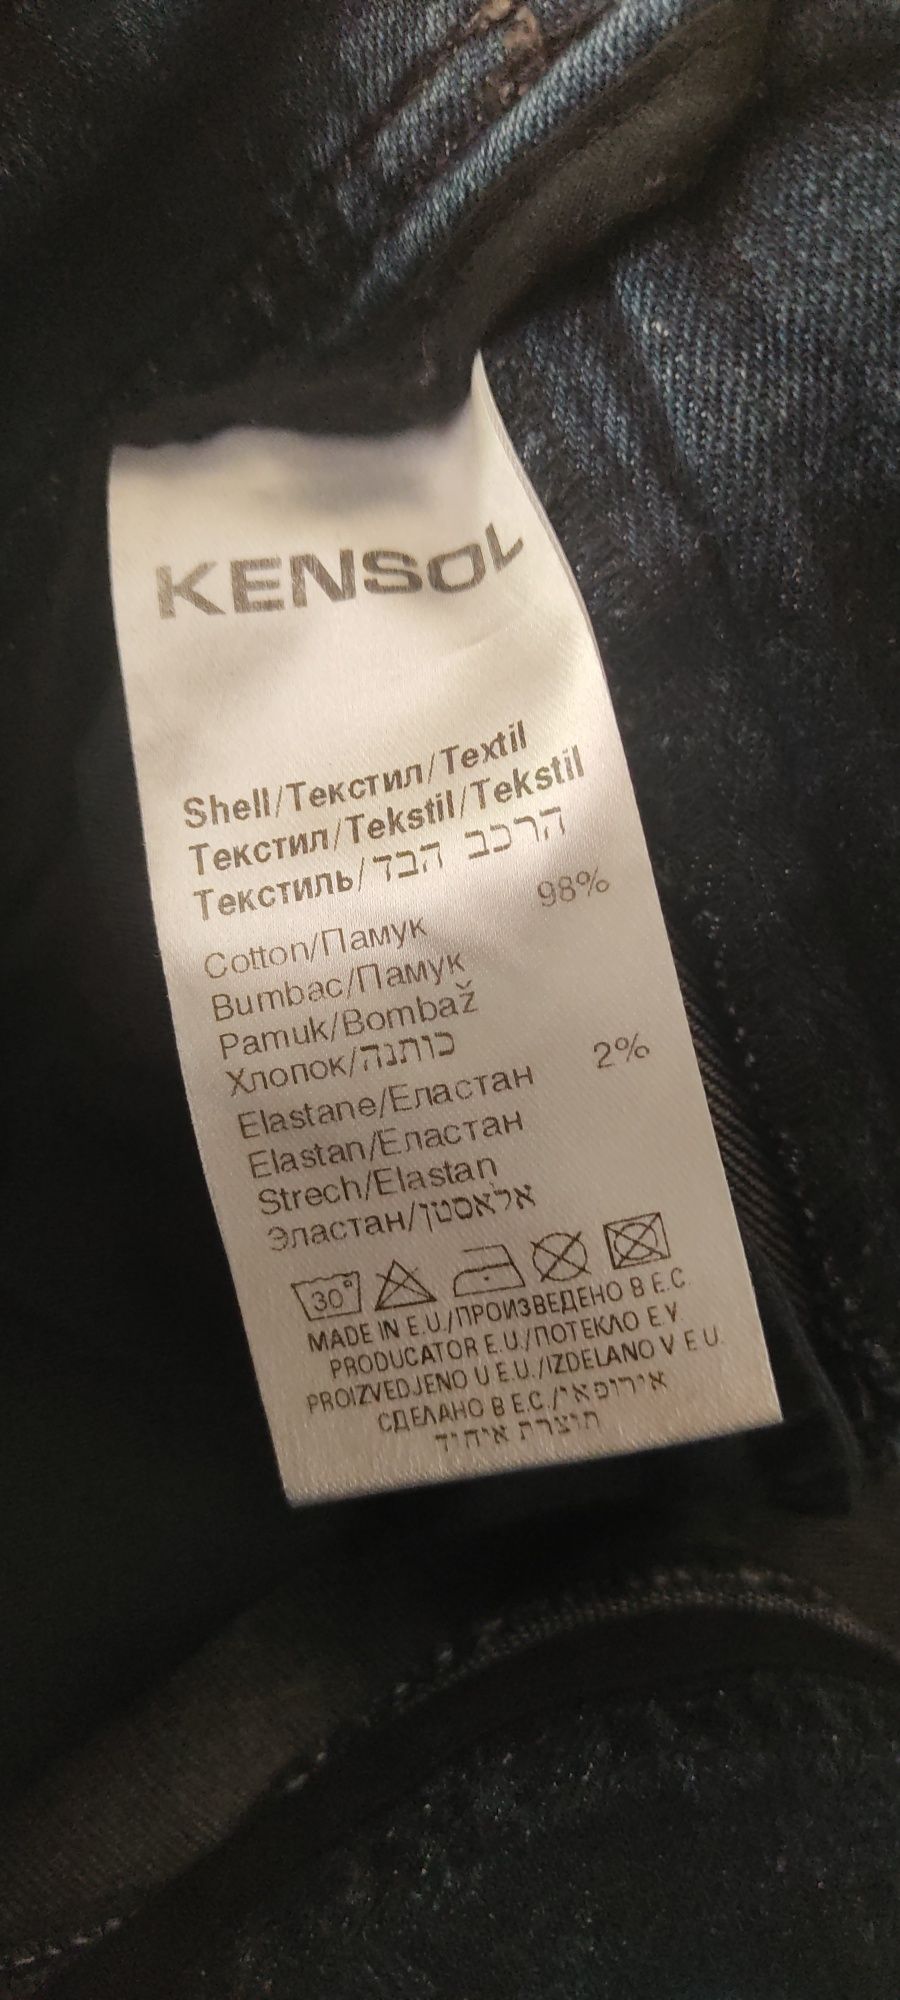 KENSOL
Shell/Текстил/Textil
Текстил/Tekstil/Tekstil
Текстиль/הרכב הבד
98%
Cotton/Памук
Bumbac/Памук
Pamuk/Bombaž
Хлопок/כותנה
2%
Elastane/Еластан
Elastan/Еластан
Strech/Elastan
Эластан/אלאסטן
30°
MADE IN E.U./ПРОИЗВЕДЕНО В Е.С.
PRODUCATOR E.U./ПОТЕКЛО Е.У.
PROIZVEDJENO U E.U./IZDELANO V E.U.
СДЕЛАНО В Е.С./אירופאי
תוצרת איחיד